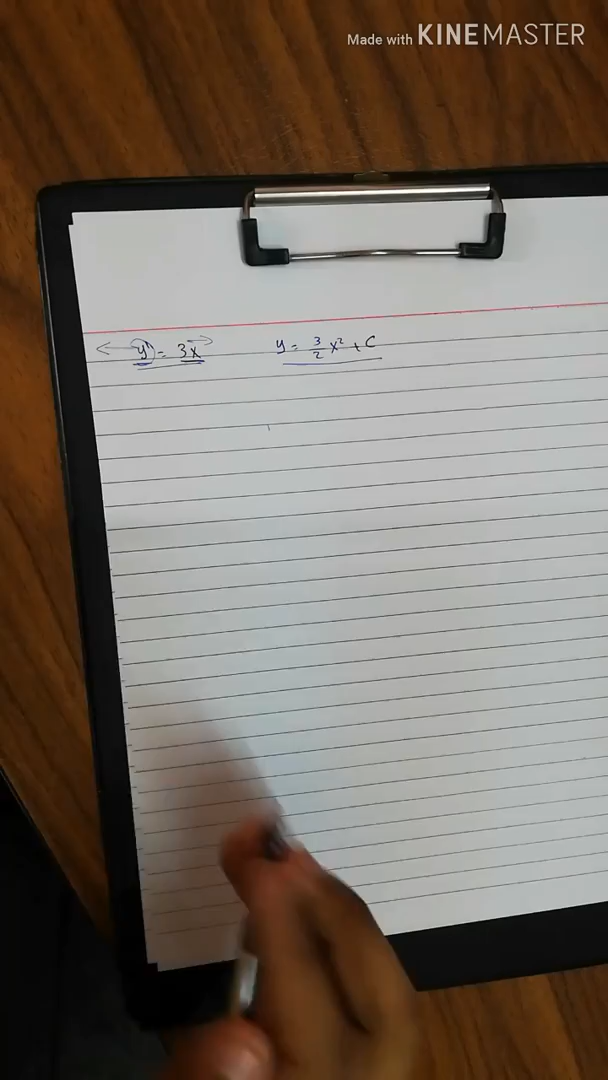 Made with KINEMASTER
y' = 3x y = 3/2 x² + C